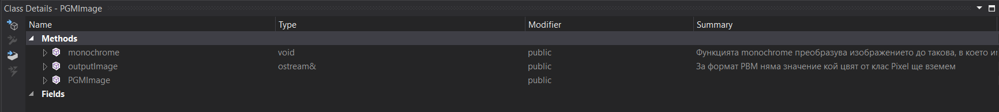 Class Details - PGMImage
Name Type Modifier Summary
Methods
monochrome void public Функцията monochrome преобразува изображението до такова, в което
outputImage ostream& public За формат PBM няма значение кой цвят от клас Pixel ще вземем
PGMImage public
Fields